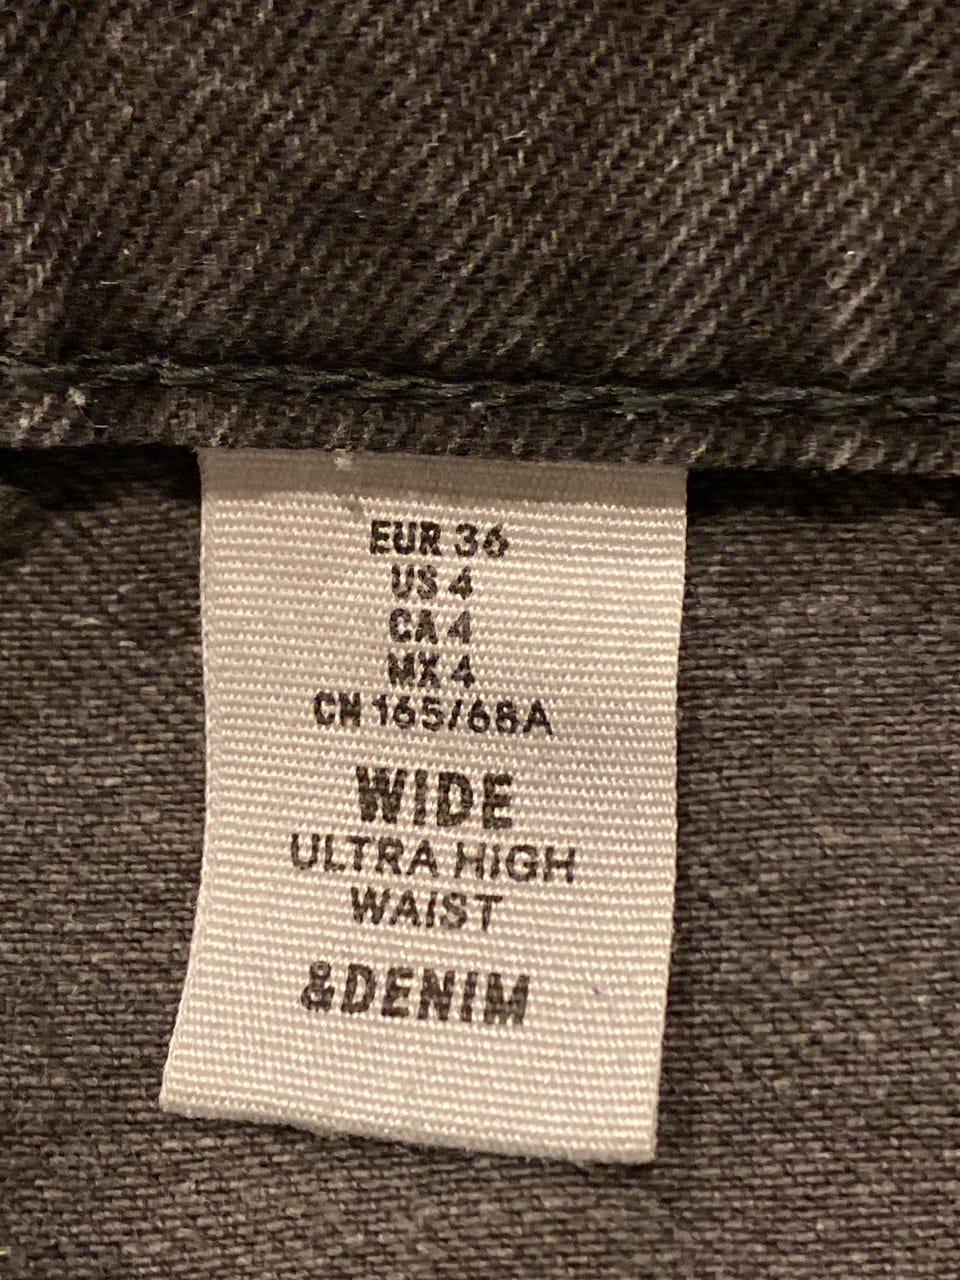 EUR 36
US 4
CA 4
MX 4
CN 165/68A
WIDE
ULTRA HIGH
WAIST
&DENIM